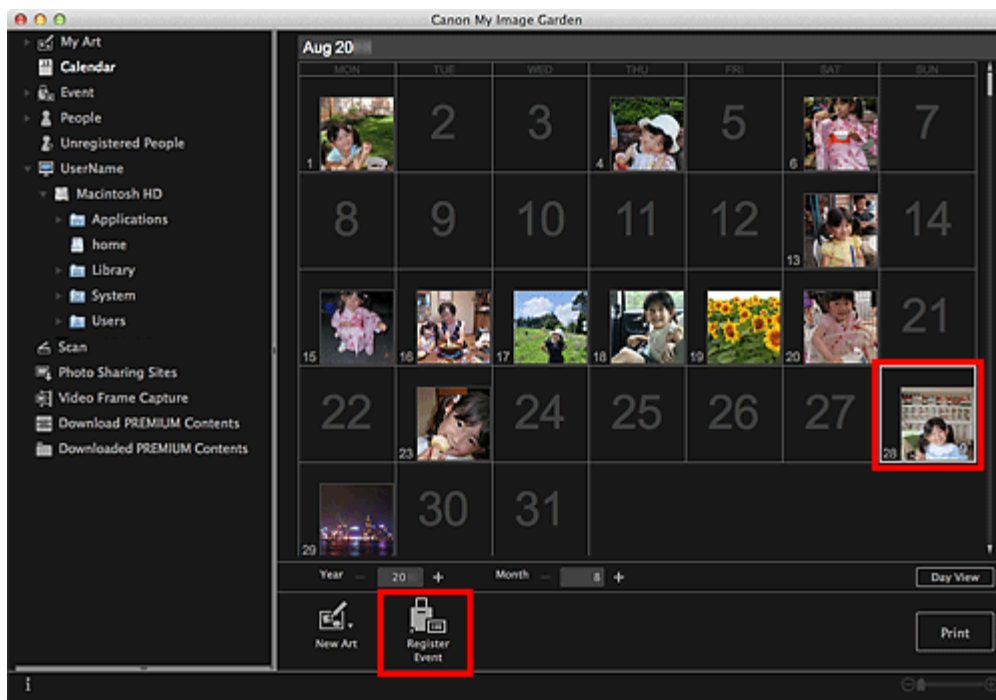 Canon My Image Garden
My Art
Calendar
Event
People
Unregistered People
UserName
Macintosh HD
Applications
home
Library
System
Users
Scan
Photo Sharing Sites
Video Frame Capture
Download PREMIUM Contents
Downloaded PREMIUM Contents
Aug 20
MON TUE WED THU FRI SAT SUN
1 2 3 4 5 6 7
8 9 10 11 12 13 14
15 16 17 18 19 20 21
22 23 24 25 26 27 28
29 30 31
Year − 20 + Month − 8 +
Day View
New Art
Register
Event
Print
i